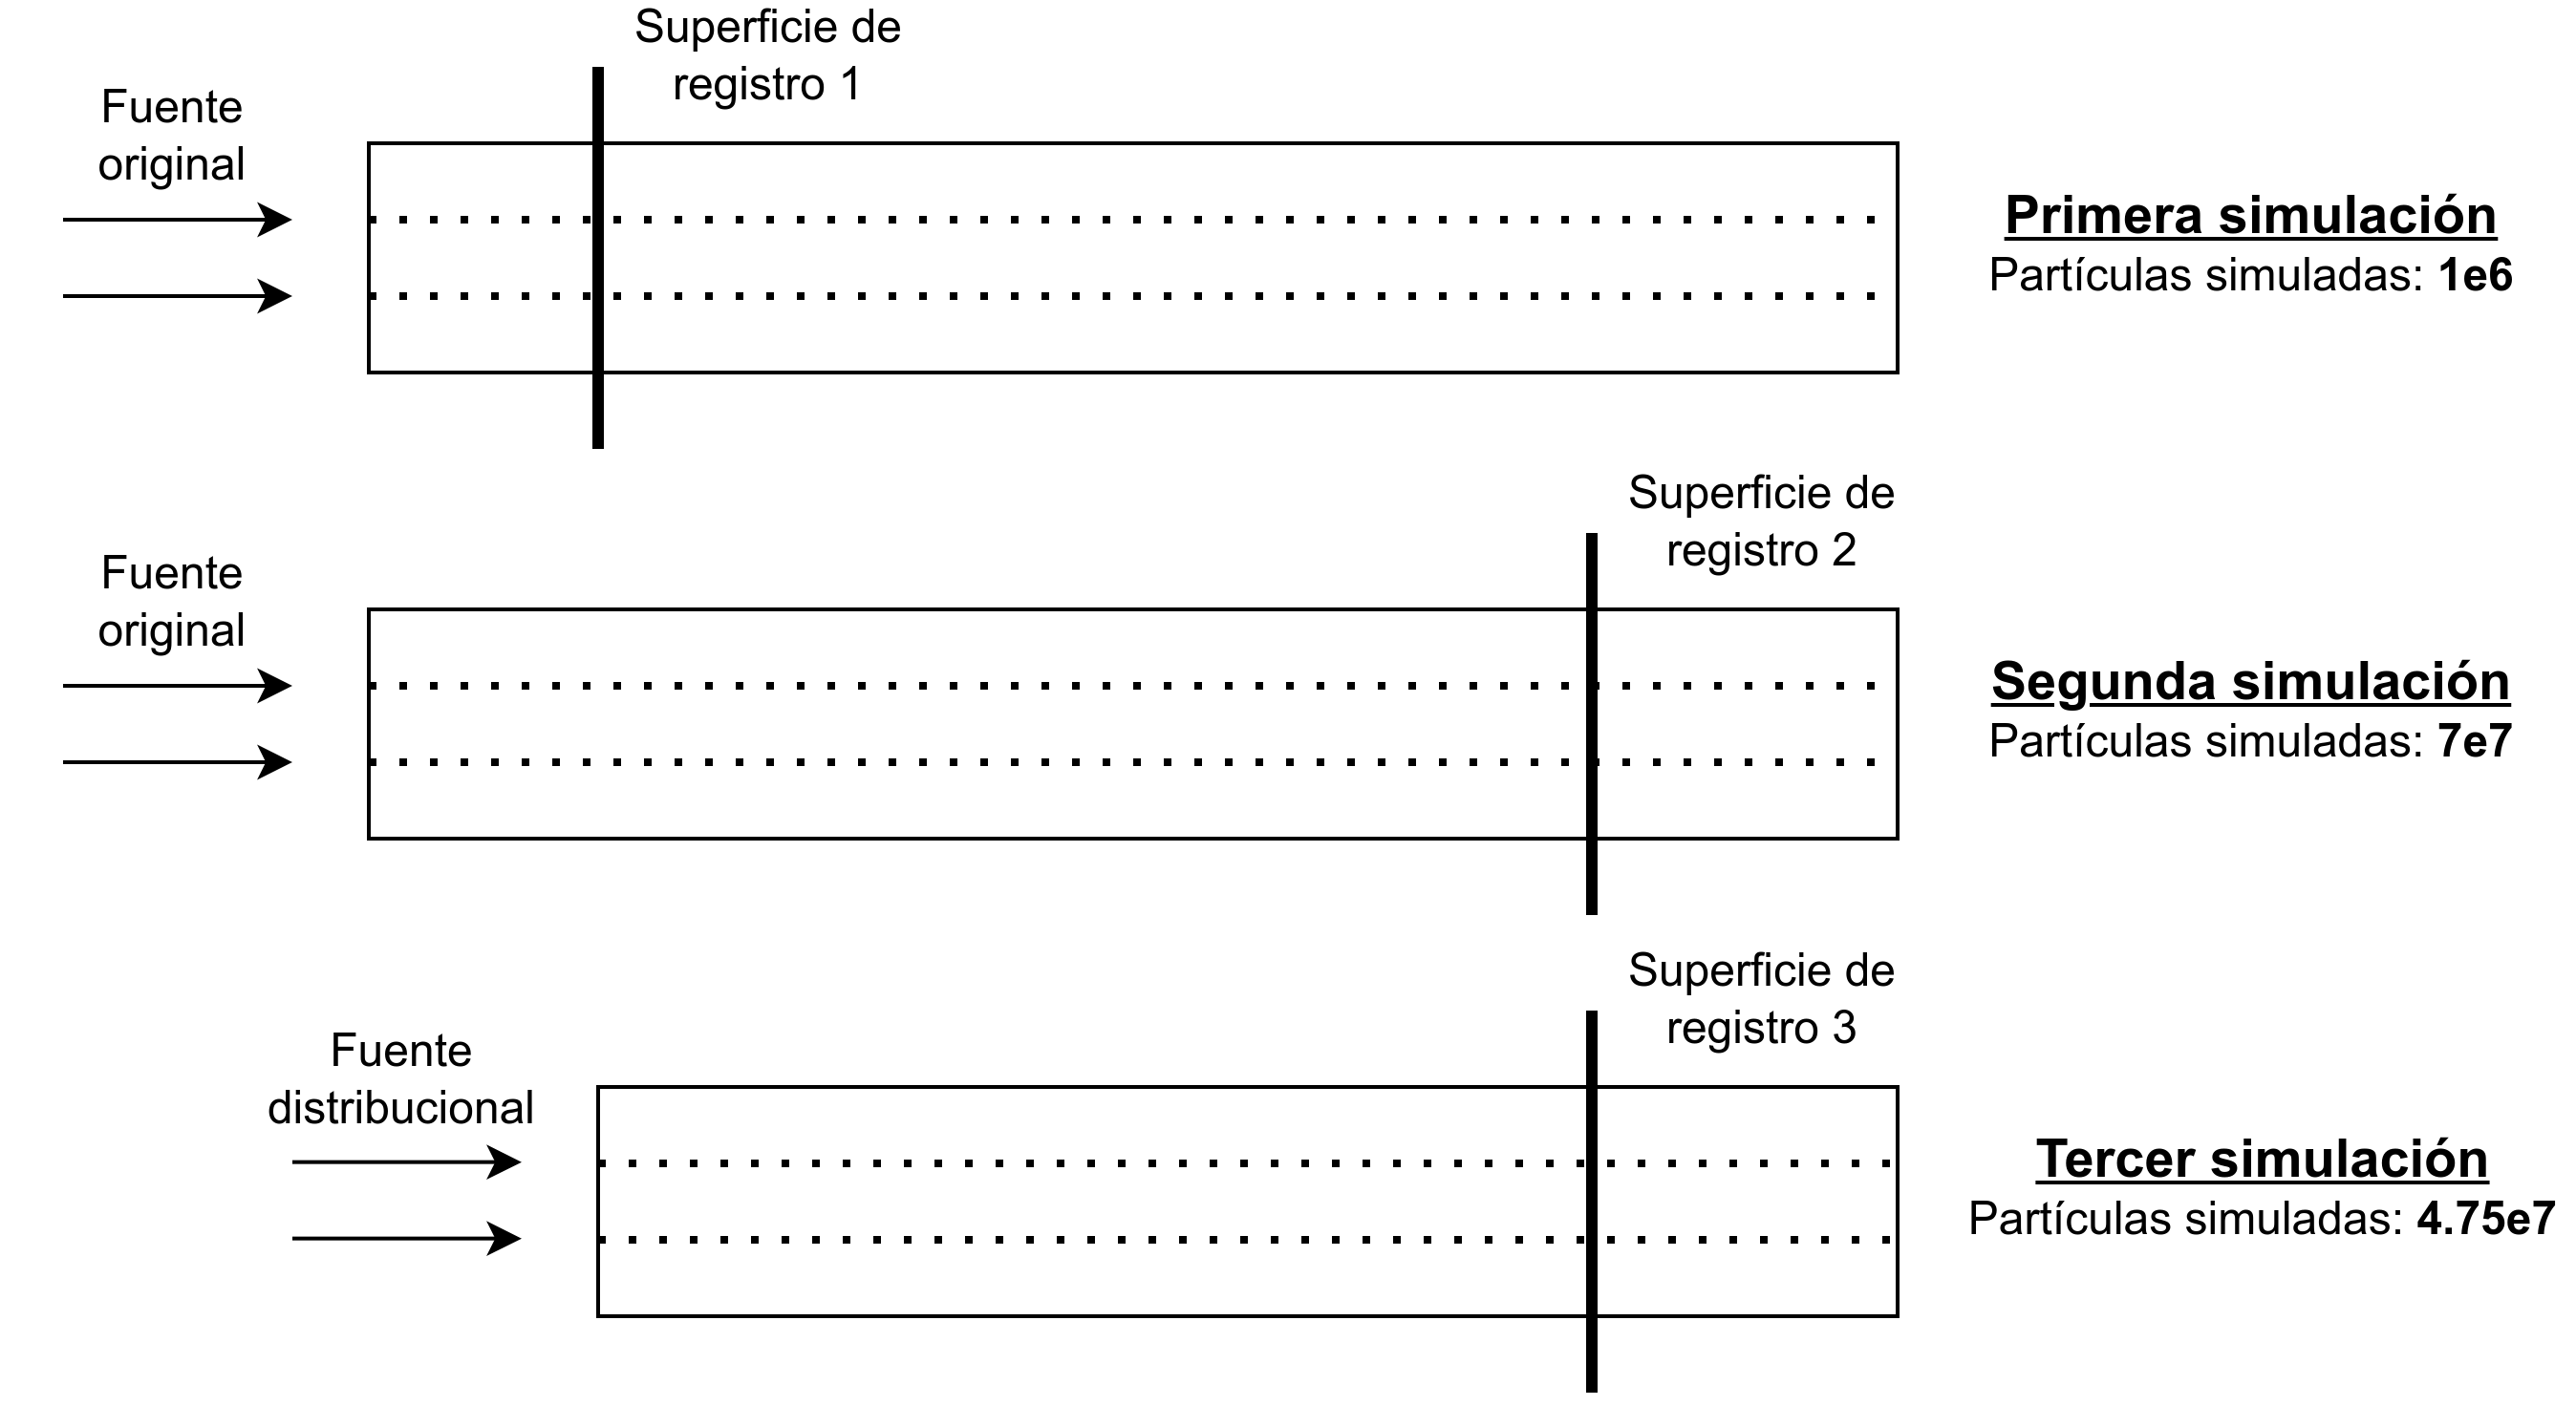 Superficie de
registro 1
Fuente
original
Primera simulación
Partículas simuladas: 1e6
Superficie de
registro 2
Fuente
original
Segunda simulación
Partículas simuladas: 7e7
Superficie de
registro 3
Fuente
distribucional
Tercer simulación
Partículas simuladas: 4.75e7